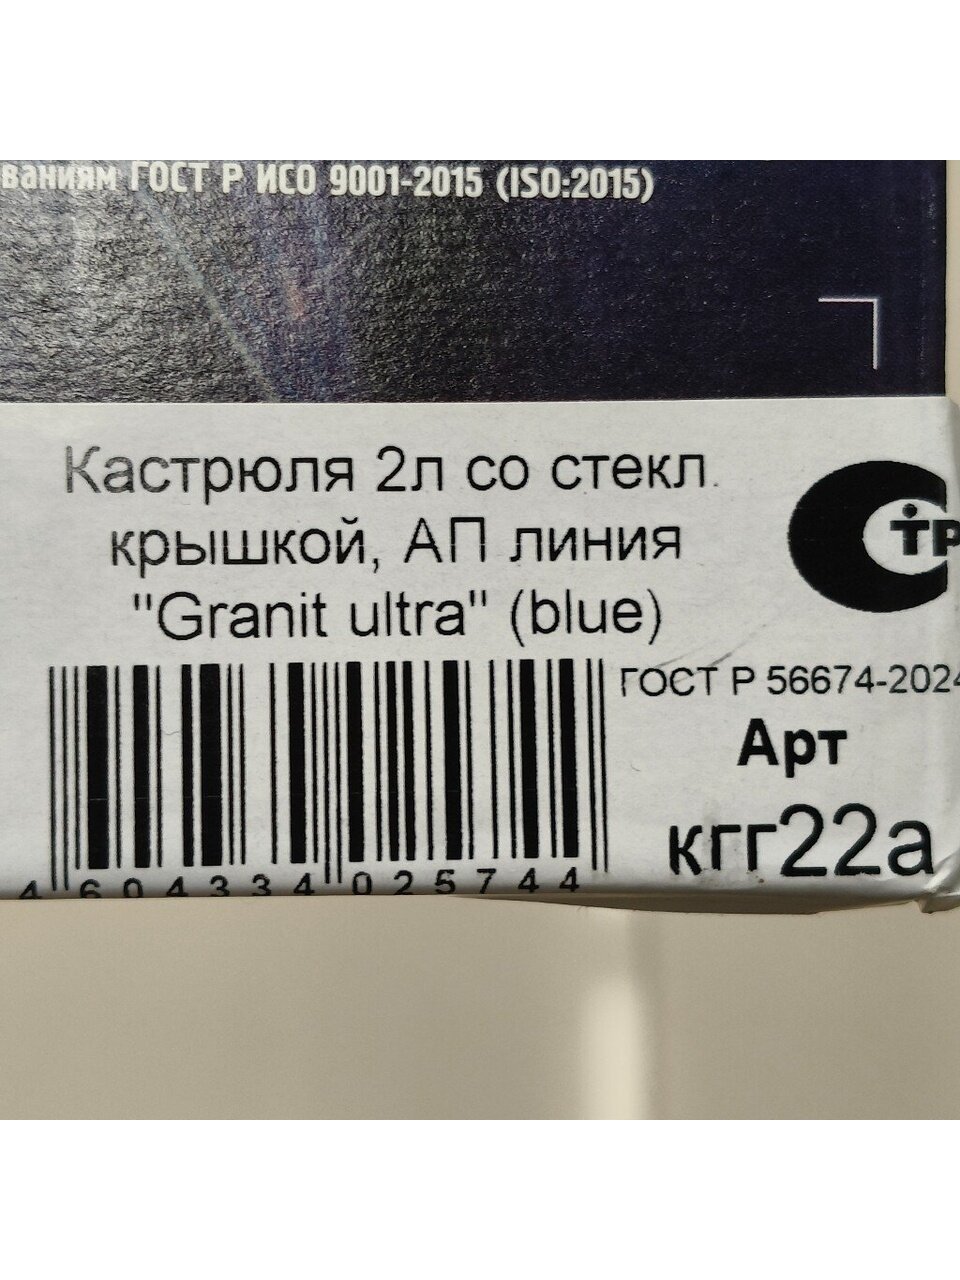 ваниям ГОСТ Р ИСО 9001-2015 (ISO:2015)
Кастрюля 2л со стекл.
крышкой, АП линия
"Granit ultra" (blue)
тр
ГОСТ Р 56674-2024
Арт
кгг22а
4 604334 025744